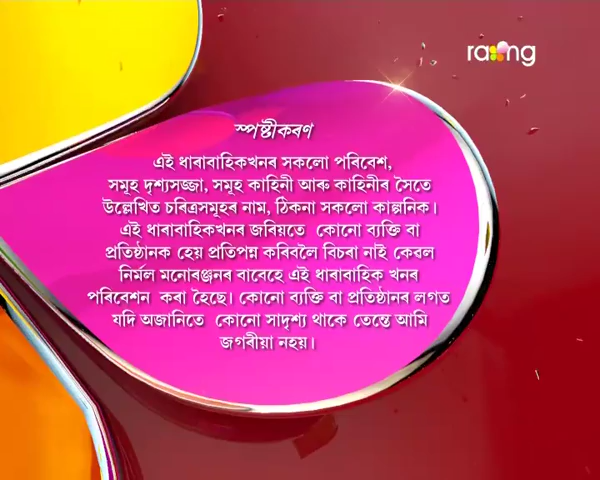 rang
স্পষ্টীকৰণ
এই ধাৰাবাহিকখনৰ সকলো পৰিবেশ,
সমূহ দৃশ্যসজ্জা, সমূহ কাহিনী আৰু কাহিনীৰ সৈতে
উল্লেখিত চৰিত্ৰসমূহৰ নাম, ঠিকনা সকলো কাল্পনিক।
এই ধাৰাবাহিকখনৰ জৰিয়তে কোনো ব্যক্তি বা
প্ৰতিষ্ঠানক হেয় প্ৰতিপন্ন কৰিবলৈ বিচৰা নাই কেৱল
নিৰ্মল মনোৰঞ্জনৰ বাবেহে এই ধাৰাবাহিক খনৰ
পৰিবেশন কৰা হৈছে। কোনো ব্যক্তি বা প্ৰতিষ্ঠানৰ লগত
যদি অজানিতে কোনো সাদৃশ্য থাকে তেন্তে আমি
জগৰীয়া নহয়।